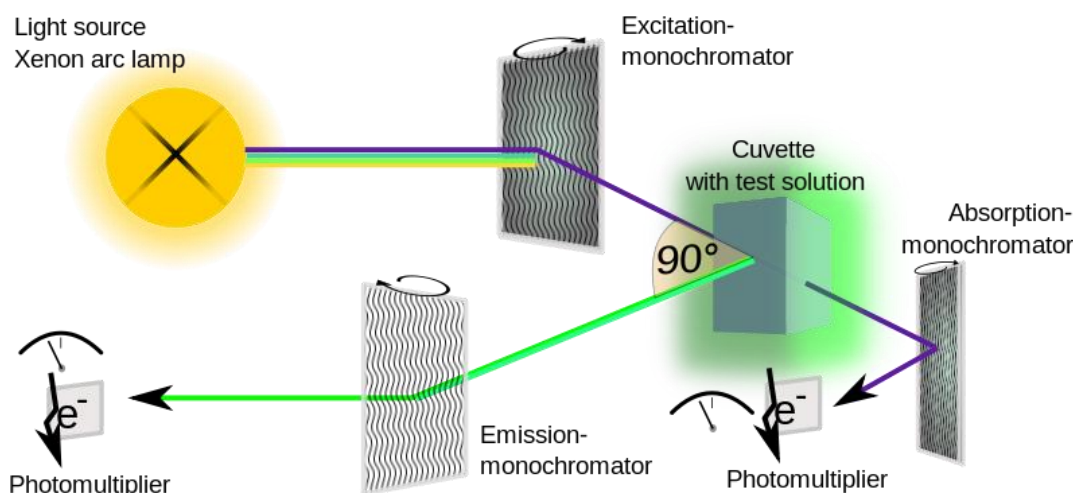 Light source
Xenon arc lamp
Excitation-
monochromator
Cuvette
with test solution
Absorption-
monochromator
90°
e-
Photomultiplier
Emission-
monochromator
e-
Photomultiplier